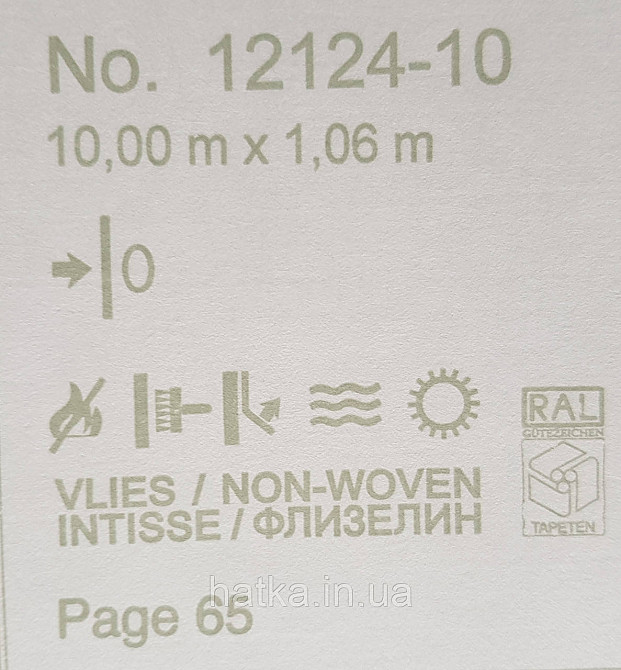 No. 12124-10
10,00 m x 1,06 m
0
RAL
GÜTEZEICHEN
TAPETEN
VLIES / NON-WOVEN
INTISSE / ФЛИЗЕЛИН
hatka.in.ua
Page 65